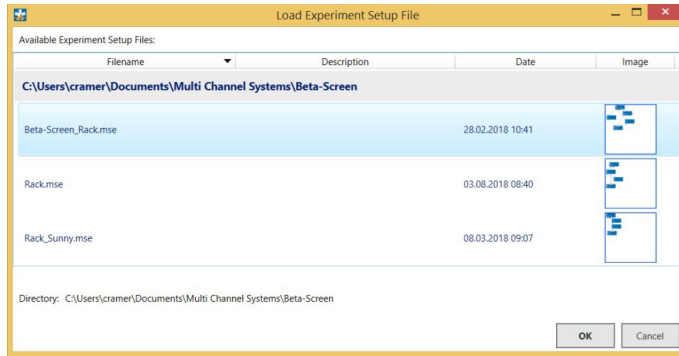 Load Experiment Setup File
Available Experiment Setup Files:
Filename Description Date Image
C:\Users\cramer\Documents\Multi Channel Systems\Beta-Screen
Beta-Screen_Rack.mse 28.02.2018 10:41
Rack.mse 03.08.2018 08:40
Rack_Sunny.mse 08.03.2018 09:07
Directory: C:\Users\cramer\Documents\Multi Channel Systems\Beta-Screen
OK Cancel